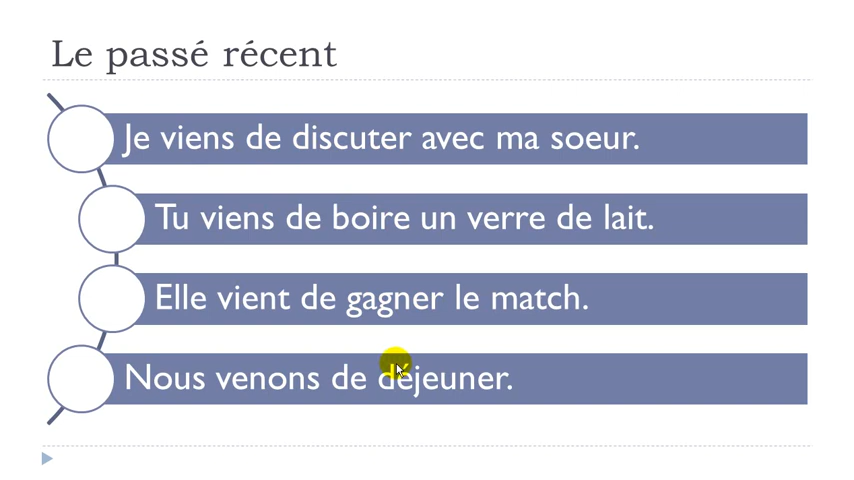 Le passé récent
Je viens de discuter avec ma soeur.
Tu viens de boire un verre de lait.
Elle vient de gagner le match.
Nous venons de déjeuner.